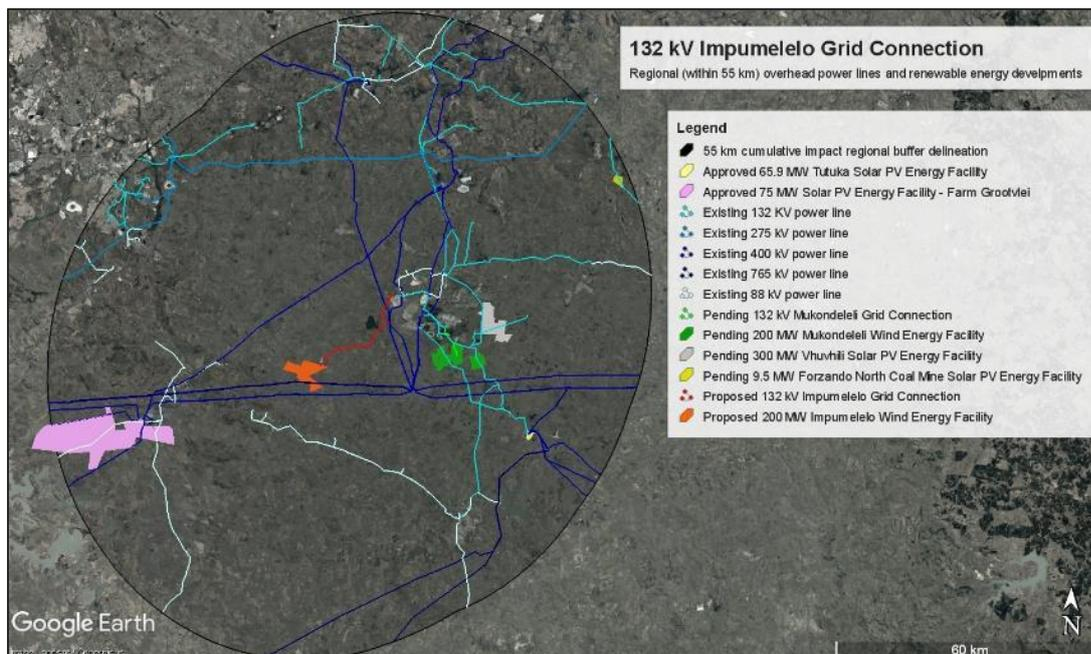 132 kV Impumelelo Grid Connection
Regional (within 55 km) overhead power lines and renewable energy develpments
Legend
55 km cumulative impact regional buffer delineation
Approved 65.9 MW Tutuka Solar PV Energy Facility
Approved 75 MW Solar PV Energy Facility - Farm Grootvlei
Existing 132 KV power line
Existing 275 kV power line
Existing 400 kV power line
Existing 765 kV power line
Existing 88 kV power line
Pending 132 kV Mukondeleli Grid Connection
Pending 200 MW Mukondeleli Wind Energy Facility
Pending 300 MW Vhuvhili Solar PV Energy Facility
Pending 9.5 MW Forzando North Coal Mine Solar PV Energy Facility
Proposed 132 kV Impumelelo Grid Connection
Proposed 200 MW Impumelelo Wind Energy Facility
Google Earth
N
60 km